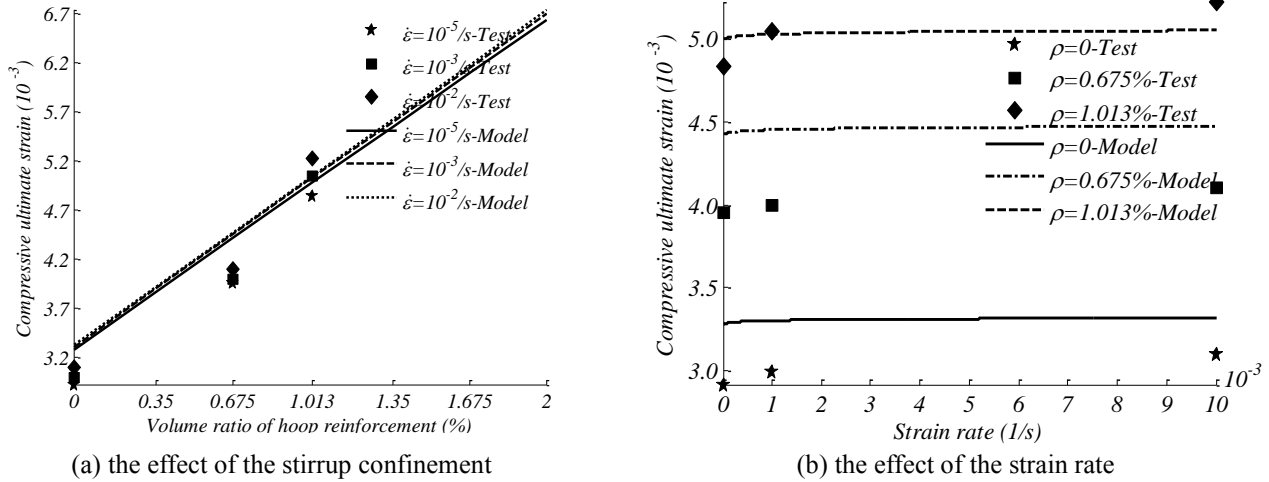 6.7
6.2
5.7
5.2
4.7
4.2
3.7
3.2
Compressive ultimate strain (10⁻³)
0 0.35 0.675 1.013 1.35 1.675 2
Volume ratio of hoop reinforcement (%)
ε̇=10⁻⁵/s-Test
ε̇=10⁻³/s-Test
ε̇=10⁻²/s-Test
ε̇=10⁻⁵/s-Model
ε̇=10⁻³/s-Model
ε̇=10⁻²/s-Model
(a) the effect of the stirrup confinement
5.0
4.5
4.0
3.5
3.0
Compressive ultimate strain (10⁻³)
0 1 2 3 4 5 6 7 8 9 10
×10⁻³
Strain rate (1/s)
ρ=0-Test
ρ=0.675%-Test
ρ=1.013%-Test
ρ=0-Model
ρ=0.675%-Model
ρ=1.013%-Model
(b) the effect of the strain rate